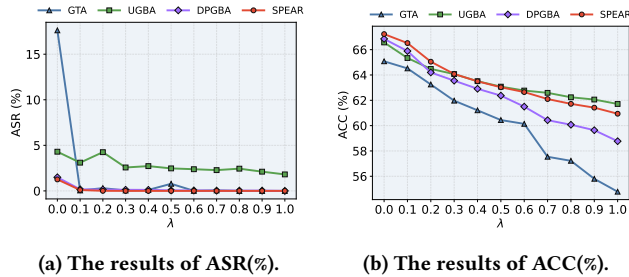 GTA UGBA DPGBA SPEAR
ASR (%)
15
10
5
0
0.0 0.1 0.2 0.3 0.4 0.5 0.6 0.7 0.8 0.9 1.0
λ
(a) The results of ASR(%).
GTA UGBA DPGBA SPEAR
ACC (%)
66
64
62
60
58
56
0.0 0.1 0.2 0.3 0.4 0.5 0.6 0.7 0.8 0.9 1.0
λ
(b) The results of ACC(%).